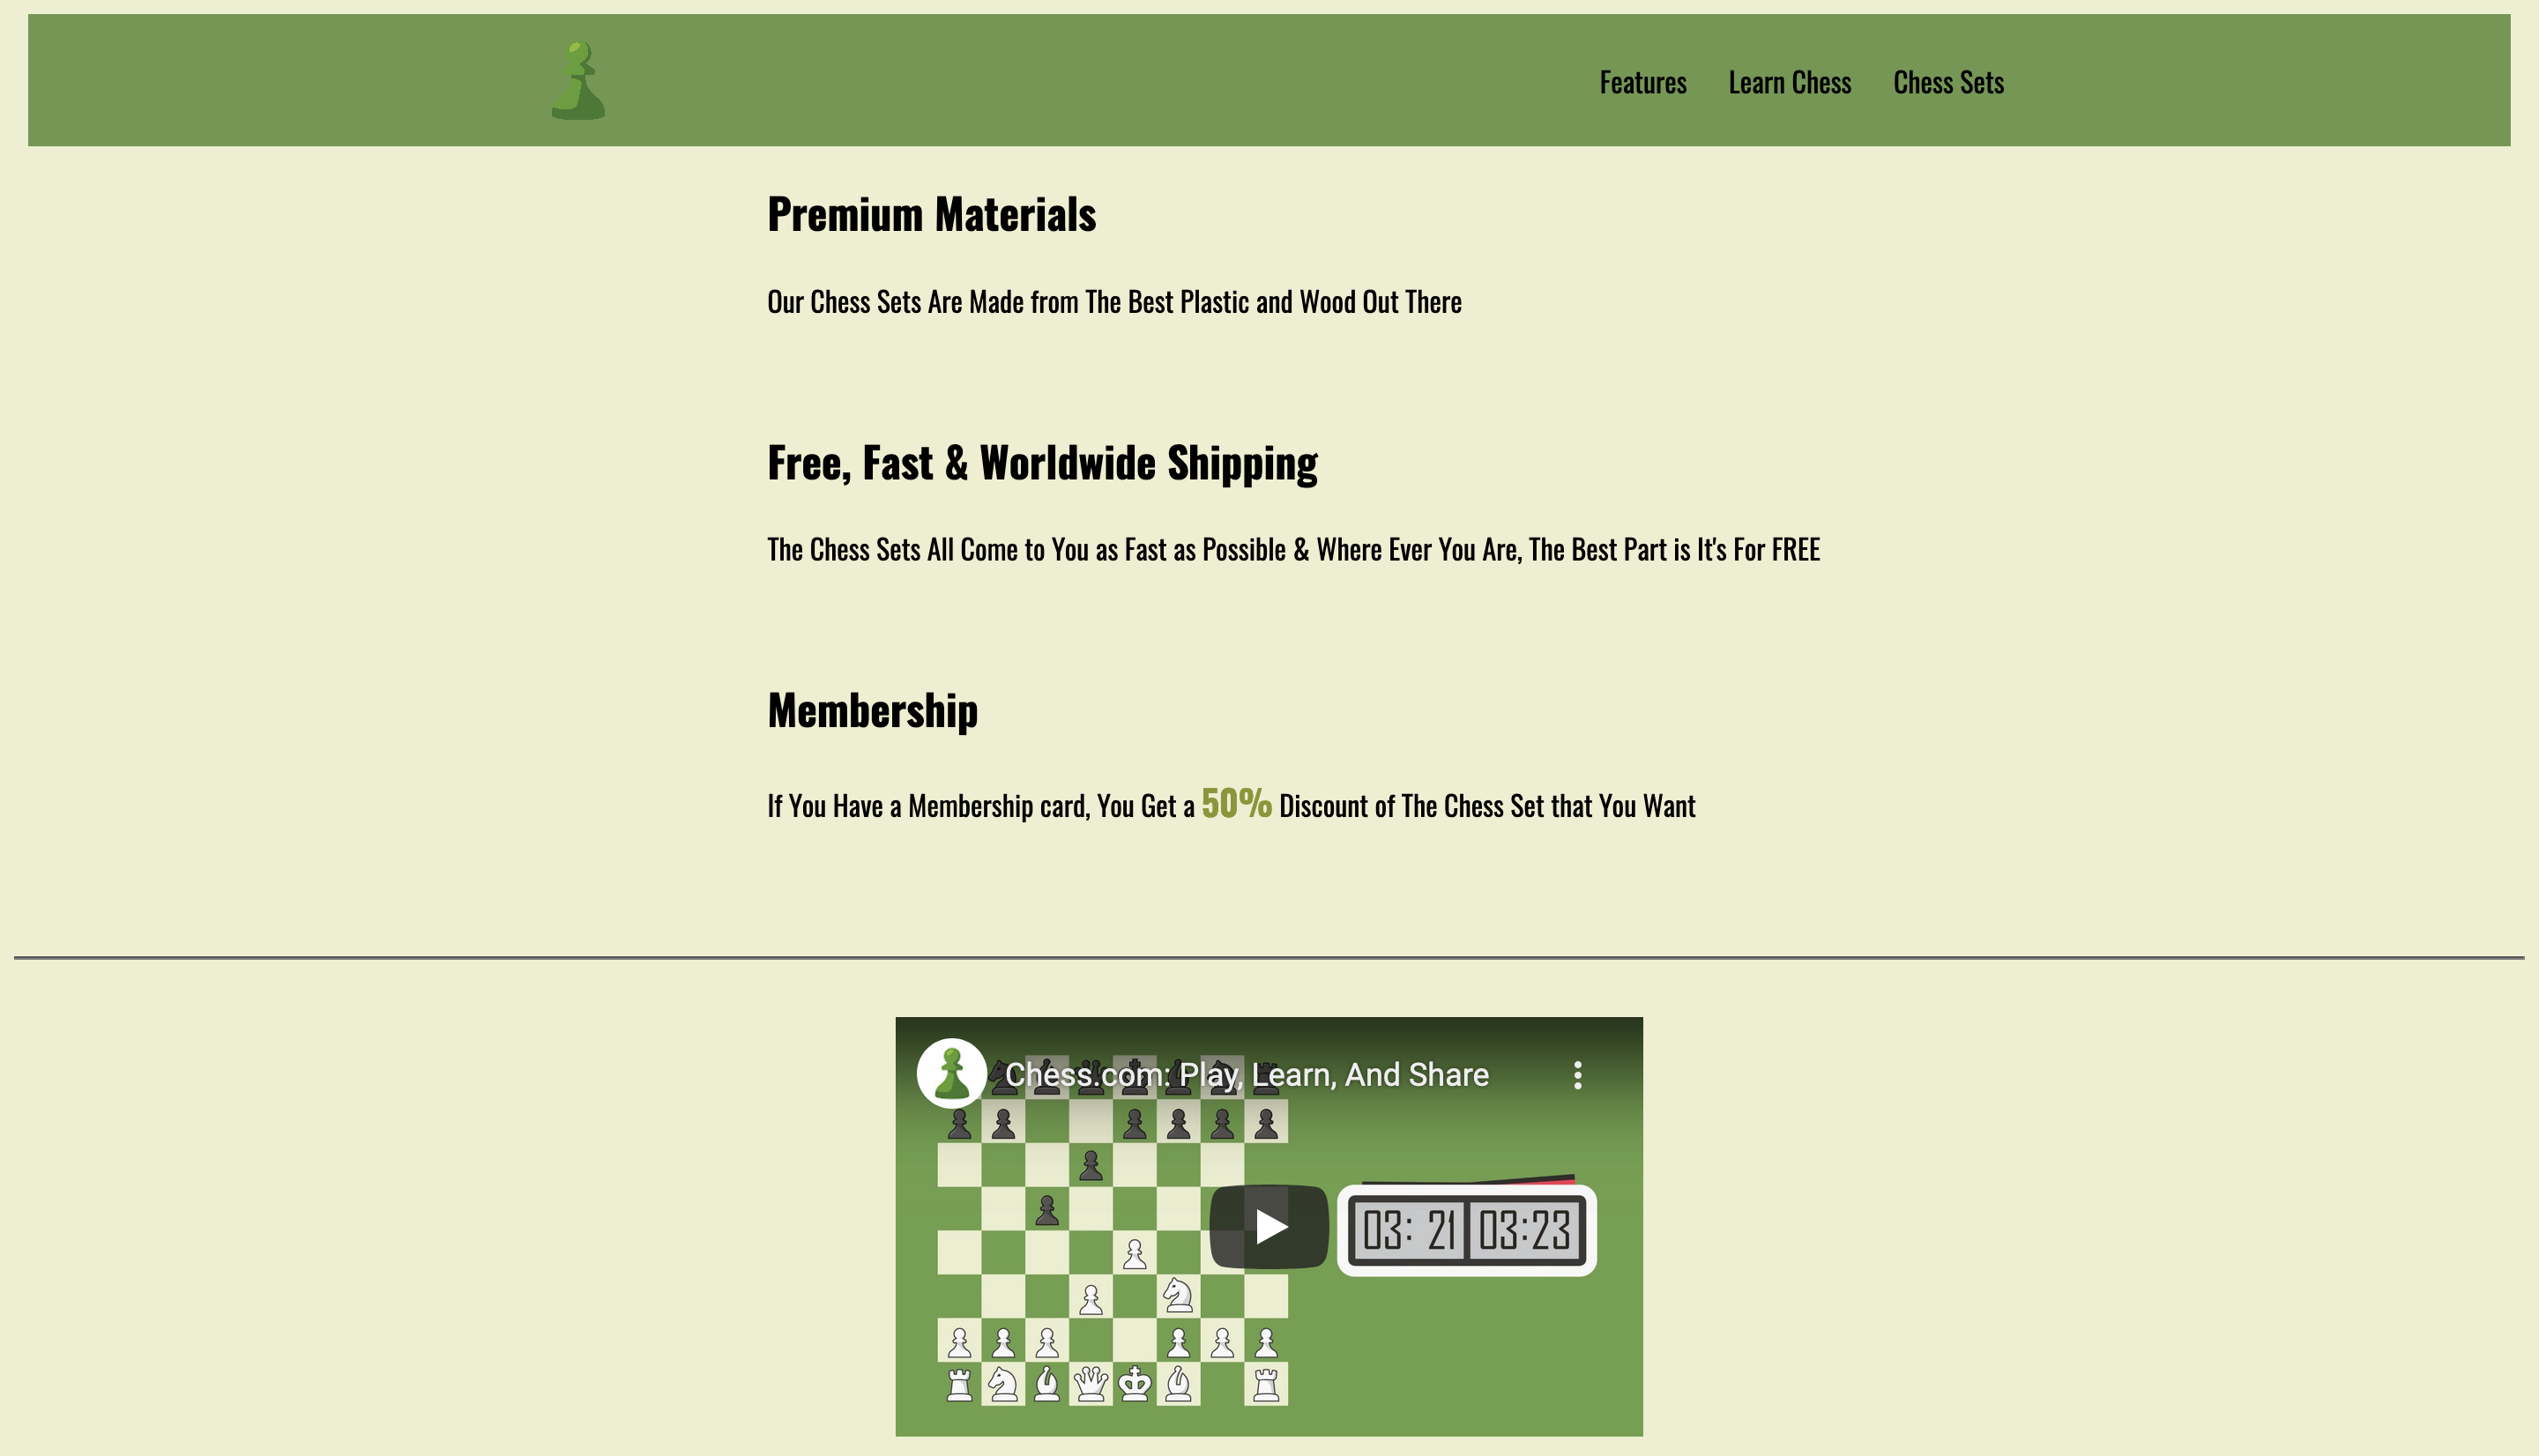 Features Learn Chess Chess Sets
Premium Materials
Our Chess Sets Are Made from The Best Plastic and Wood Out There
Free, Fast & Worldwide Shipping
The Chess Sets All Come to You as Fast as Possible & Where Ever You Are, The Best Part is It's For FREE
Membership
If You Have a Membership card, You Get a 50% Discount of The Chess Set that You Want
Chess.com: Play, Learn, And Share
03: 21 03:23